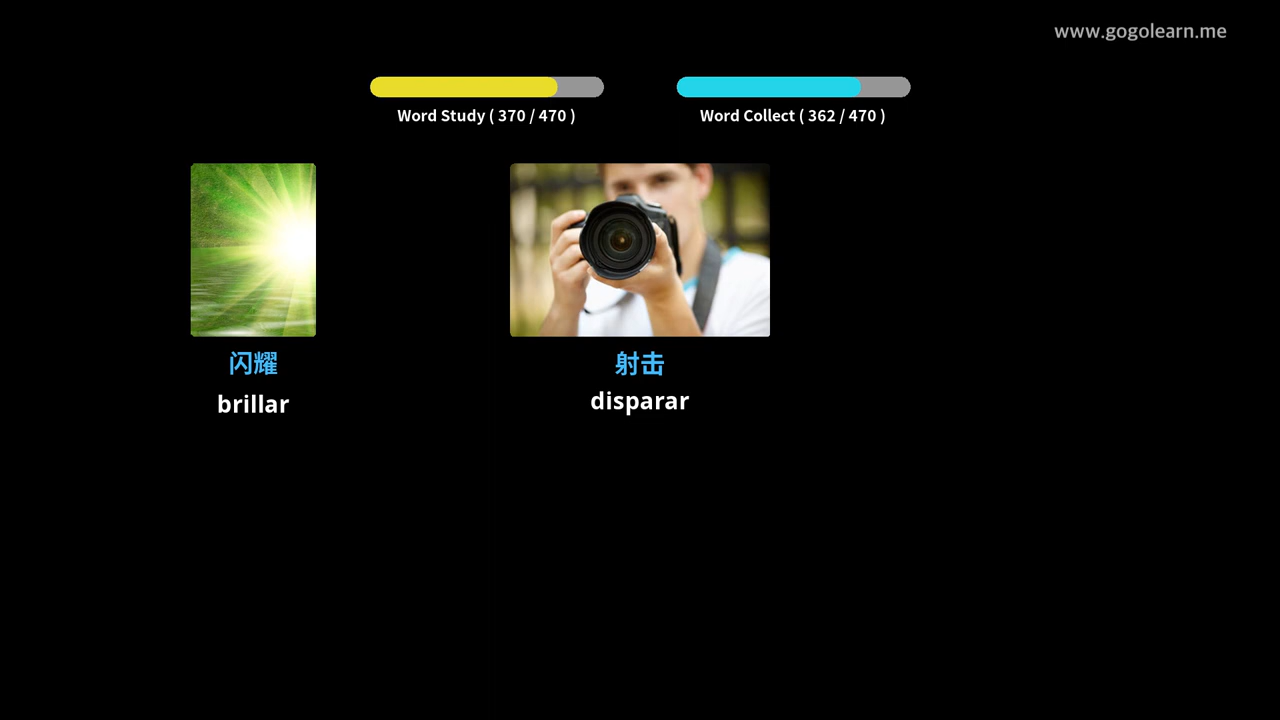 www.gogolearn.me
Word Study ( 370 / 470 )
Word Collect ( 362 / 470 )
闪耀
brillar
射击
disparar